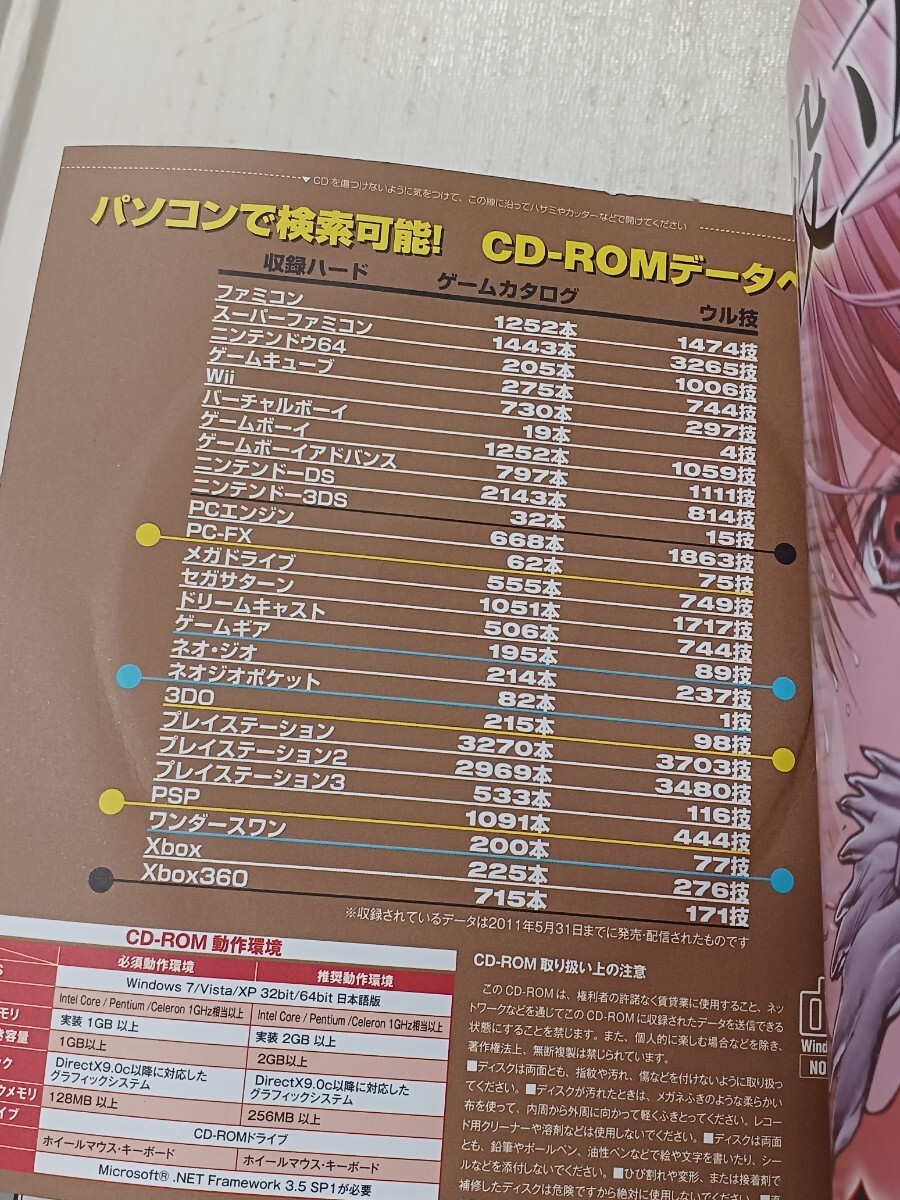 ▼CDを傷つけないように気をつけて、この線に沿ってハサミやカッターなどで開けてください
パソコンで検索可能! CD-ROMデータ
収録ハード ゲームカタログ ウル技
ファミコン 1252本 1474技
スーパーファミコン 1443本 3265技
ニンテンドウ64 205本 1006技
ゲームキューブ 275本 744技
Wii 730本 297技
バーチャルボーイ 19本 4技
ゲームボーイ 1252本 1059技
ゲームボーイアドバンス 797本 1111技
ニンテンドーDS 2143本 814技
ニンテンドー3DS 32本 15技
PCエンジン 668本 1863技
PC-FX 62本 75技
メガドライブ 555本 749技
セガサターン 1051本 1717技
ドリームキャスト 506本 744技
ゲームギア 195本 89技
ネオ・ジオ 214本 237技
ネオジオポケット 82本 1技
3DO 215本 98技
プレイステーション 3270本 3703技
プレイステーション2 2969本 3480技
プレイステーション3 533本 116技
PSP 1091本 444技
ワンダースワン 200本 77技
Xbox 225本 276技
Xbox360 715本 171技
※収録されているデータは2011年5月31日までに発売・配信されたものです
CD-ROM 動作環境
必須動作環境 推奨動作環境
S Windows 7/Vista/XP 32bit/64bit 日本語版
Intel Core / Pentium /Celeron 1GHz相当以上 Intel Core / Pentium /Celeron 1GHz相当以上
モリ 実装 1GB 以上 実装 2GB 以上
容量 1GB以上 2GB以上
ック DirectX9.0c以降に対応した DirectX9.0c以降に対応した
グラフィックシステム グラフィックシステム
クメモリ 128MB 以上 256MB 以上
イブ CD-ROMドライブ
ホイールマウス・キーボード ホイールマウス・キーボード
Microsoft® .NET Framework 3.5 SP1が必要
CD-ROM 取り扱い上の注意
このCD-ROMは、権利者の許諾なく賃貸業に使用すること、ネッ
トワークなどを通じてこのCD-ROMに収録されたデータを送信できる
状態にすることを禁じます。また、個人的に楽しむ場合などを除き、
著作権法上、無断複製は禁じられています。
■ディスクは両面とも、指紋や汚れ、傷などを付けないように取り扱っ
てください。■ディスクが汚れたときは、メガネふきのような柔らかい
布を使って、内周から外周に向かって軽くふきとってください。レコー
ド用クリーナーや溶剤などは使用しないでください。■ディスクは両面
とも、鉛筆やボールペン、油性ペンなどで絵や文字を書いたり、シー
ルなどを添付しないでください。■ひび割れや変形、または接着剤で
補修したディスクは危険ですから絶対に使用しないでください。
Wind
NO